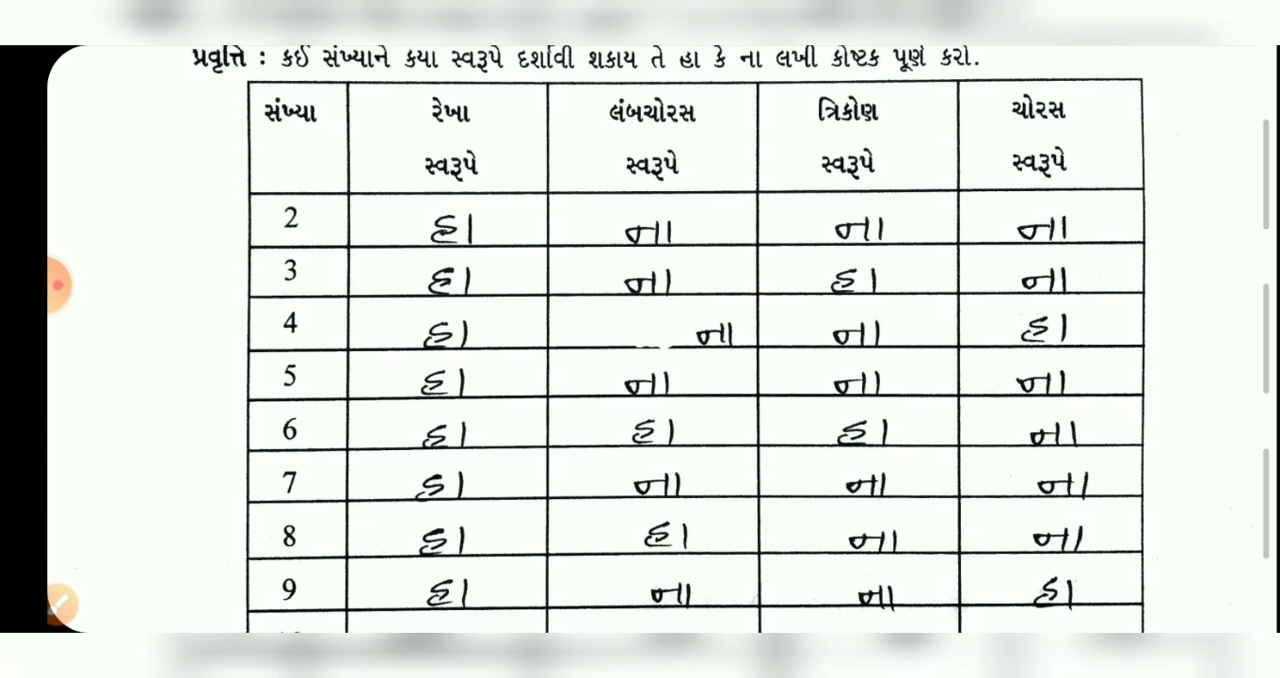 પ્રવૃત્તિ : કઈ સંખ્યાને કયા સ્વરૂપે દર્શાવી શકાય તે હા કે ના લખી કોષ્ટક પૂર્ણ કરો.
સંખ્યા રેખા લંબચોરસ ત્રિકોણ ચોરસ
સ્વરૂપે સ્વરૂપે સ્વરૂપે સ્વરૂપે
2 હા ના ના ના
3 હા ના હા ના
4 હા ના ના હા
5 હા ના ના ના
6 હા હા હા ના
7 હા ના ના ના
8 હા હા ના ના
9 હા ના ના હા